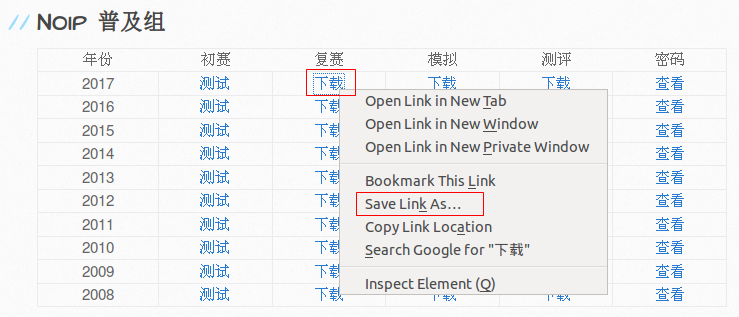 // NOIP 普及组
年份 初赛 复赛 模拟 测评 密码
2017 测试 下载 下载 下载 查看
2016 测试 下载 查看
2015 测试 下载 查看
2014 测试 下载 查看
2013 测试 下载 查看
2012 测试 下载 查看
2011 测试 下载 查看
2010 测试 下载 查看
2009 测试 下载 查看
2008 测试 下载 下载 下载 查看
Open Link in New Tab
Open Link in New Window
Open Link in New Private Window
Bookmark This Link
Save Link As...
Copy Link Location
Search Google for "下载"
Inspect Element (Q)